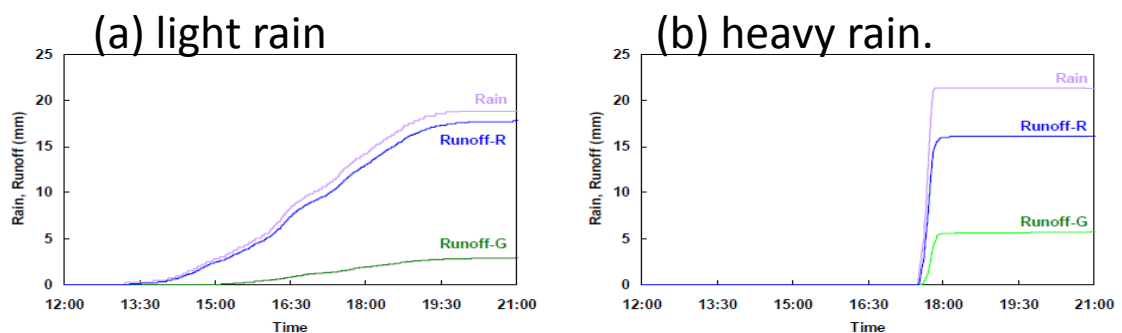 (a) light rain
25
20
15
10
5
0
Rain, Runoff (mm)
Rain
Runoff-R
Runoff-G
12:00 13:30 15:00 16:30 18:00 19:30 21:00
Time
(b) heavy rain.
25
20
15
10
5
0
Rain, Runoff (mm)
Rain
Runoff-R
Runoff-G
12:00 13:30 15:00 16:30 18:00 19:30 21:00
Time